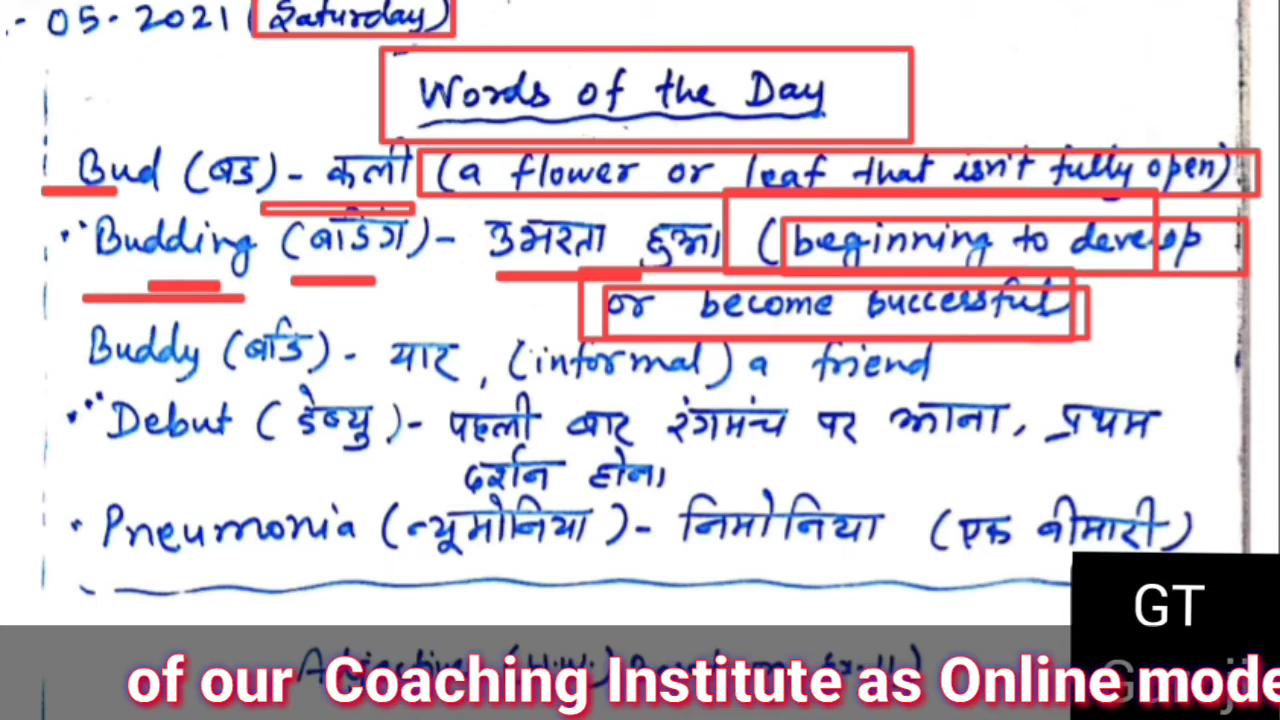 05-2021 (Saturday)
Words of the Day
Bud (बड) - कली (a flower or leaf that isn't fully open)
Budding (बडिंग) - उभरता हुआ (beginning to develop
or become successful
Buddy (बडि) - यार, (informal) a friend
Debut (डेब्यु) - पहली बार रंगमंच पर आना, प्रथम
दर्शन होना
Pneumonia (न्यूमोनिया) - निमोनिया (एक बीमारी)
GT
of our Coaching Institute as Online mode